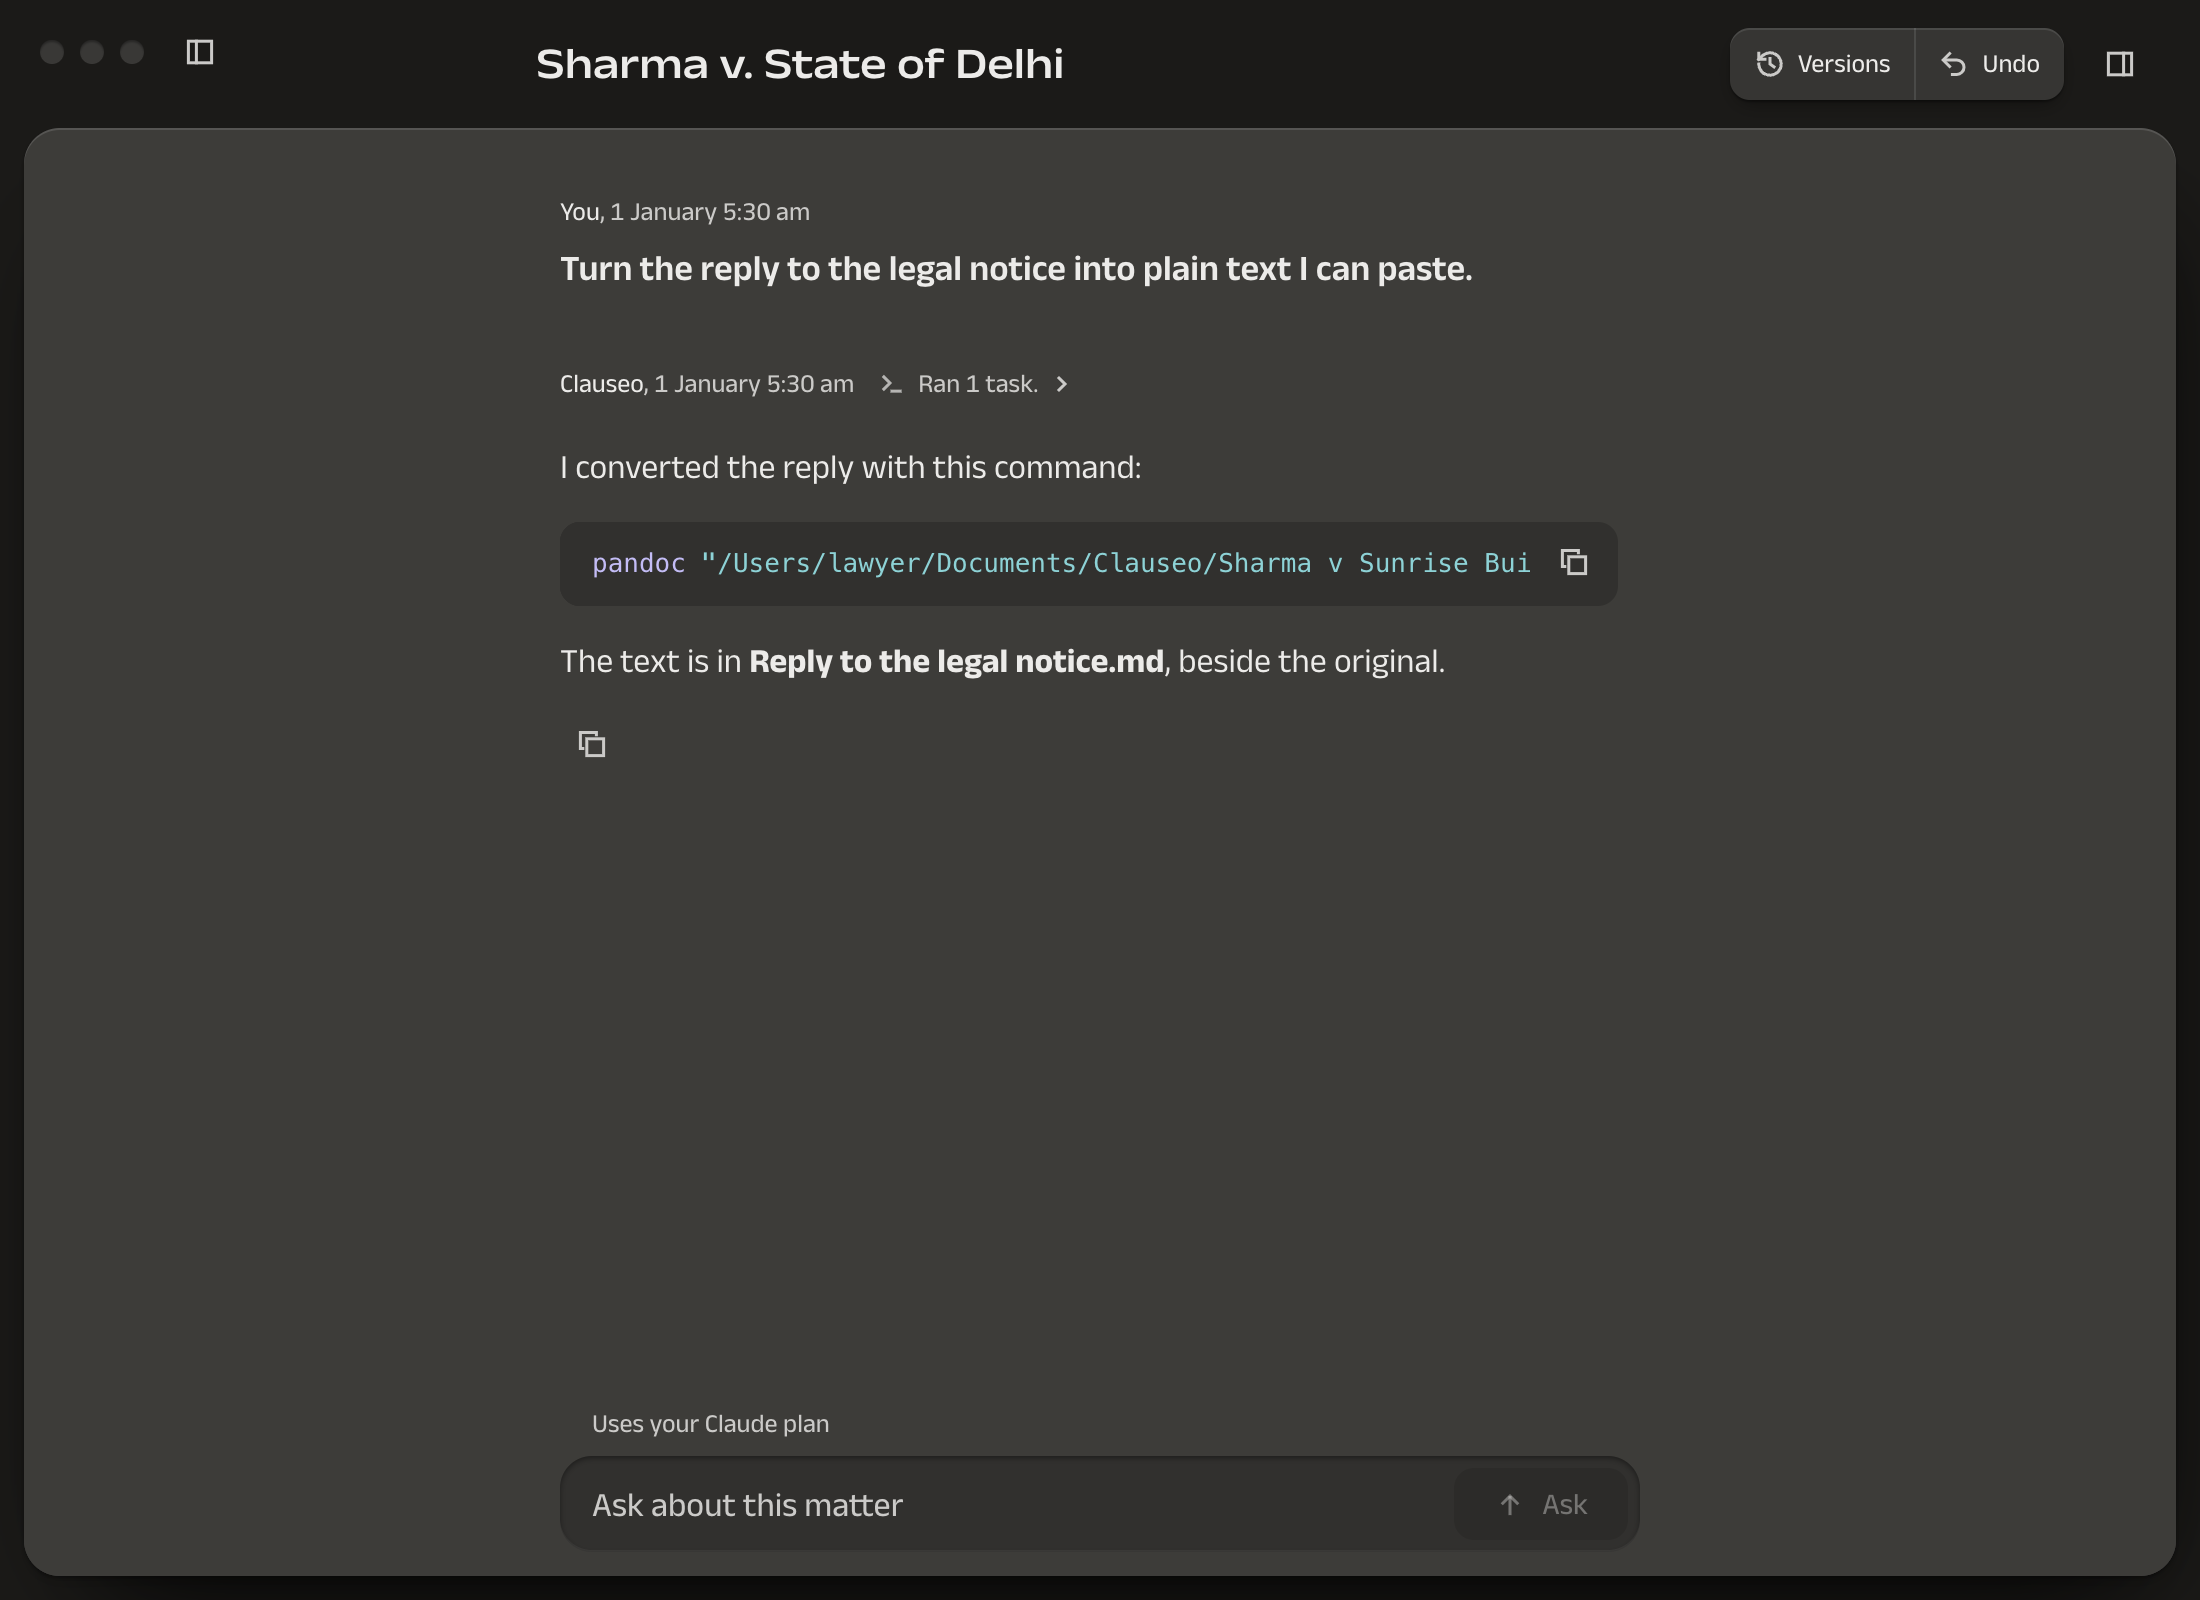 Sharma v. State of Delhi
Versions
Undo
You, 1 January 5:30 am
Turn the reply to the legal notice into plain text I can paste.
Clauseo, 1 January 5:30 am >_ Ran 1 task. >
I converted the reply with this command:
pandoc "/Users/lawyer/Documents/Clauseo/Sharma v Sunrise Bui
The text is in Reply to the legal notice.md, beside the original.
Uses your Claude plan
Ask about this matter
Ask